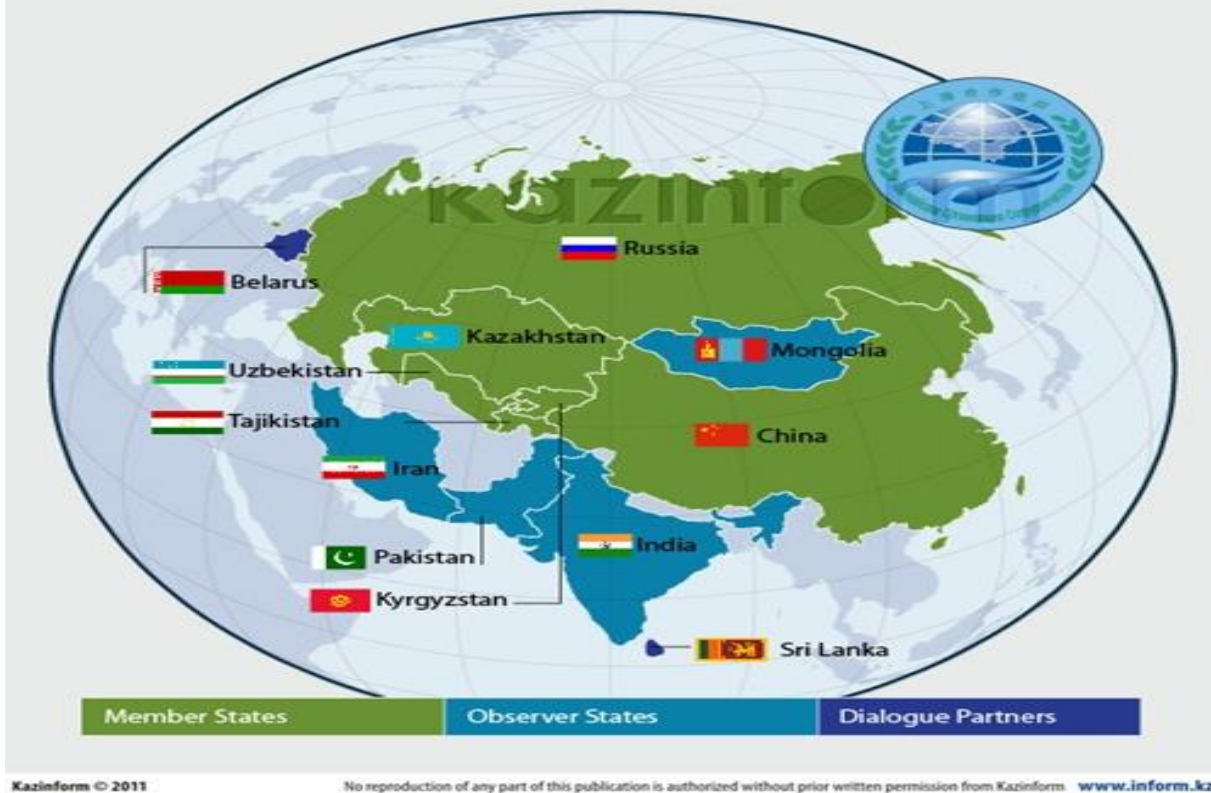 kazinform
Russia
Belarus
Kazakhstan
Mongolia
Uzbekistan
Tajikistan
China
Iran
India
Pakistan
Kyrgyzstan
Sri Lanka
Member States
Observer States
Dialogue Partners
Kazinform © 2011
No reproduction of any part of this publication is authorized without prior written permission from Kazinform www.inform.kz